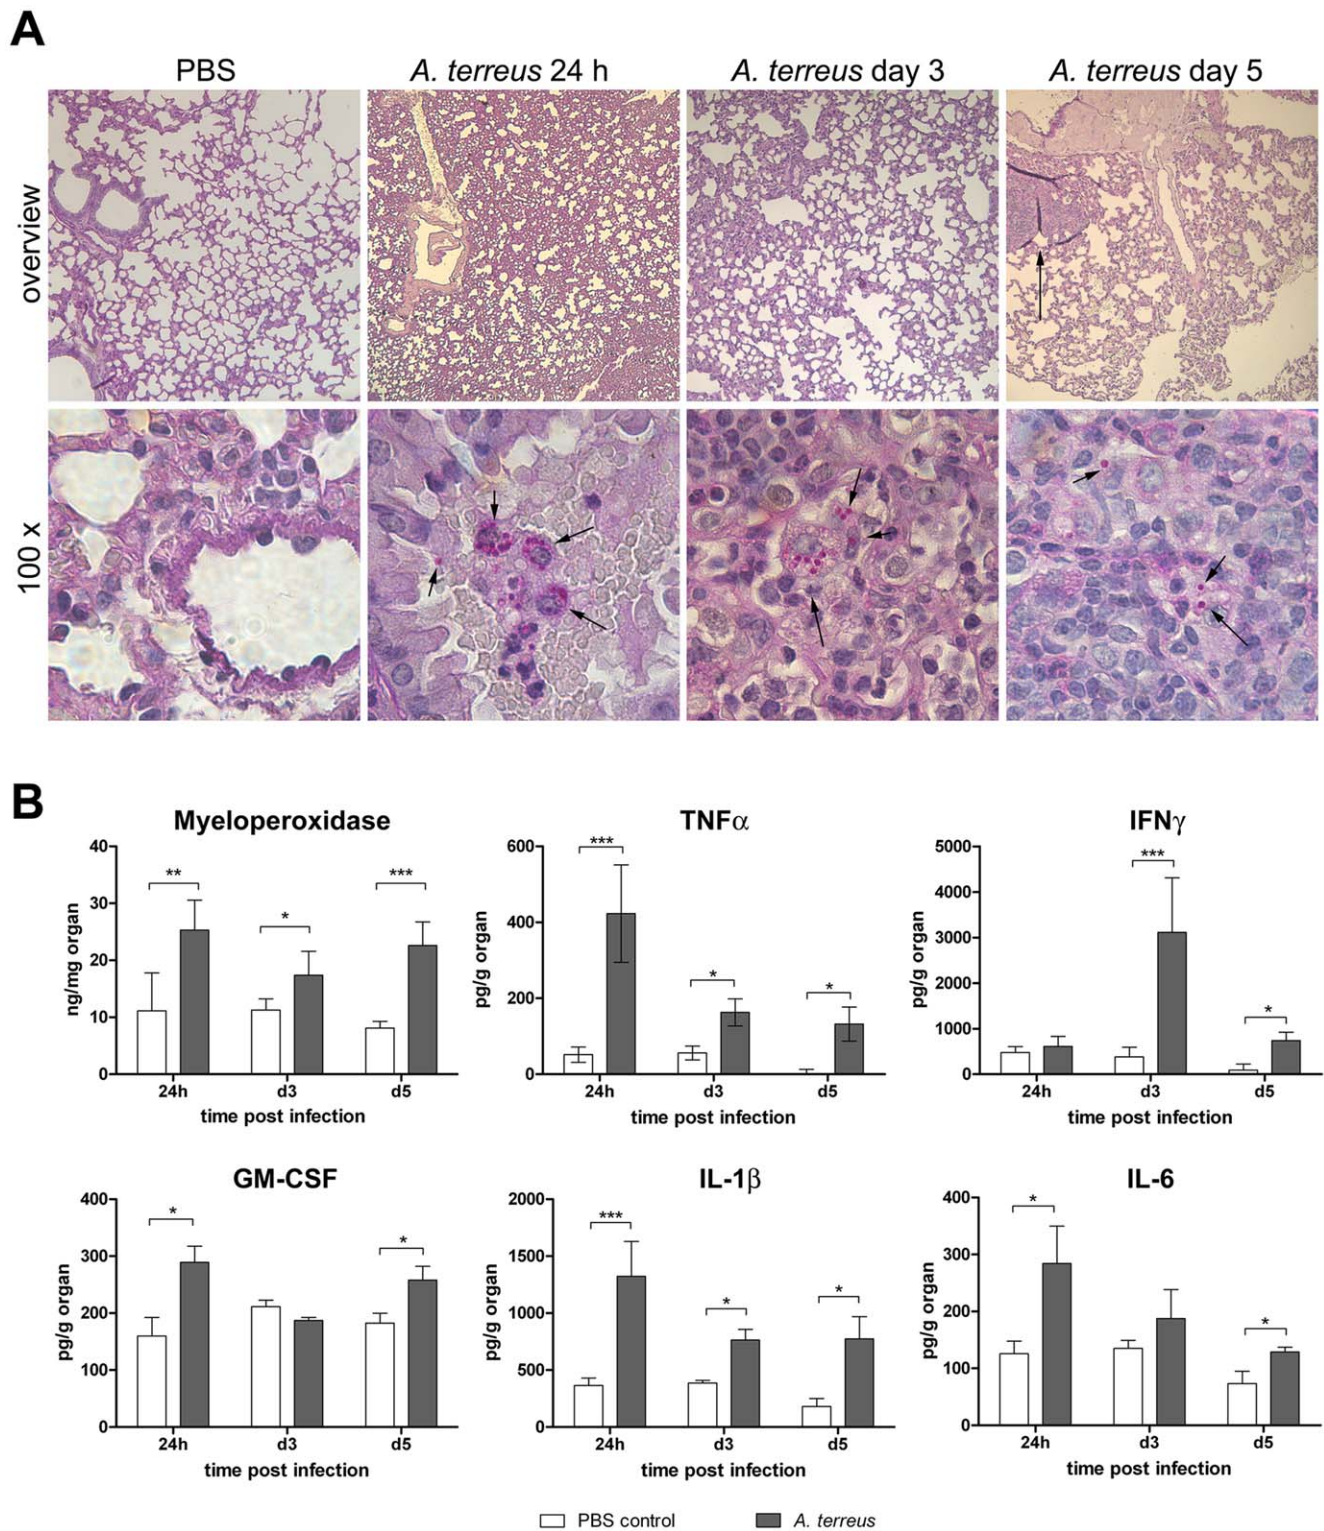 A
PBS
A. terreus 24 h
A. terreus day 3
A. terreus day 5
overview
100 x
B
Myeloperoxidase
40
30
20
10
0
ng/mg organ
**
*
***
24h
d3
d5
time post infection
TNFα
600
400
200
0
pg/g organ
***
*
*
24h
d3
d5
time post infection
IFNγ
5000
4000
3000
2000
1000
0
pg/g organ
***
*
24h
d3
d5
time post infection
GM-CSF
400
300
200
100
0
pg/g organ
*
*
24h
d3
d5
time post infection
IL-1β
2000
1500
1000
500
0
pg/g organ
***
*
*
24h
d3
d5
time post infection
IL-6
400
300
200
100
0
pg/g organ
*
*
24h
d3
d5
time post infection
PBS control
A. terreus